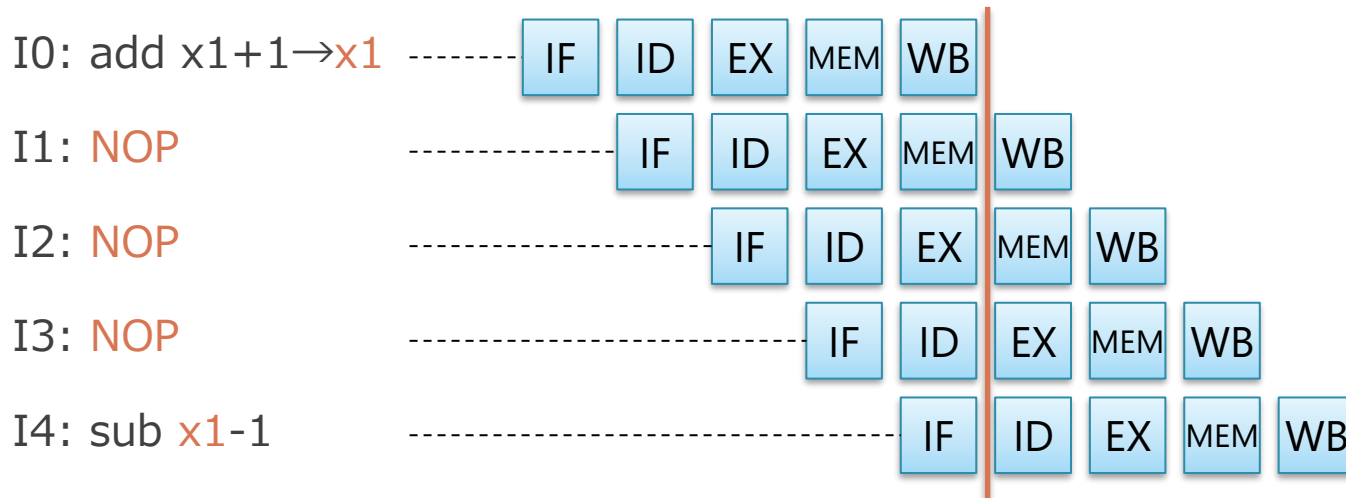 I0: add x1+1→x1 IF ID EX MEM WB
I1: NOP IF ID EX MEM WB
I2: NOP IF ID EX MEM WB
I3: NOP IF ID EX MEM WB
I4: sub x1-1 IF ID EX MEM WB